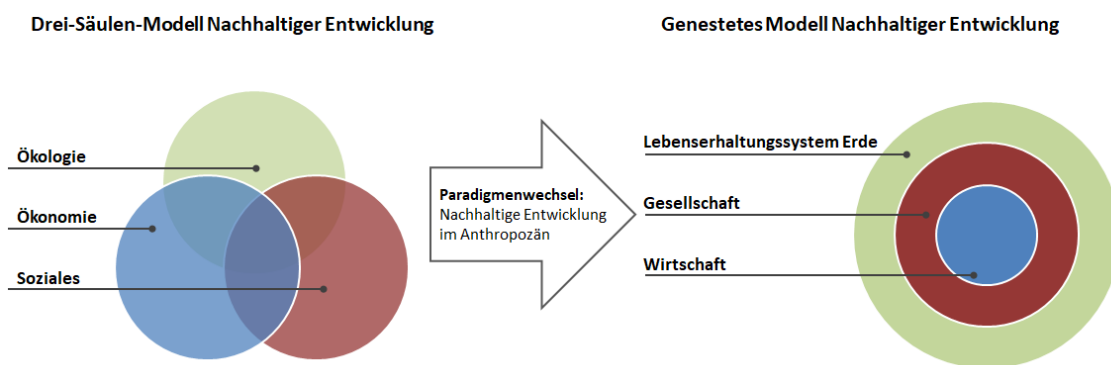 Drei-Säulen-Modell Nachhaltiger Entwicklung
Ökologie
Ökonomie
Soziales
Paradigmenwechsel:
Nachhaltige Entwicklung
im Anthropozän
Genestetes Modell Nachhaltiger Entwicklung
Lebenserhaltungssystem Erde
Gesellschaft
Wirtschaft